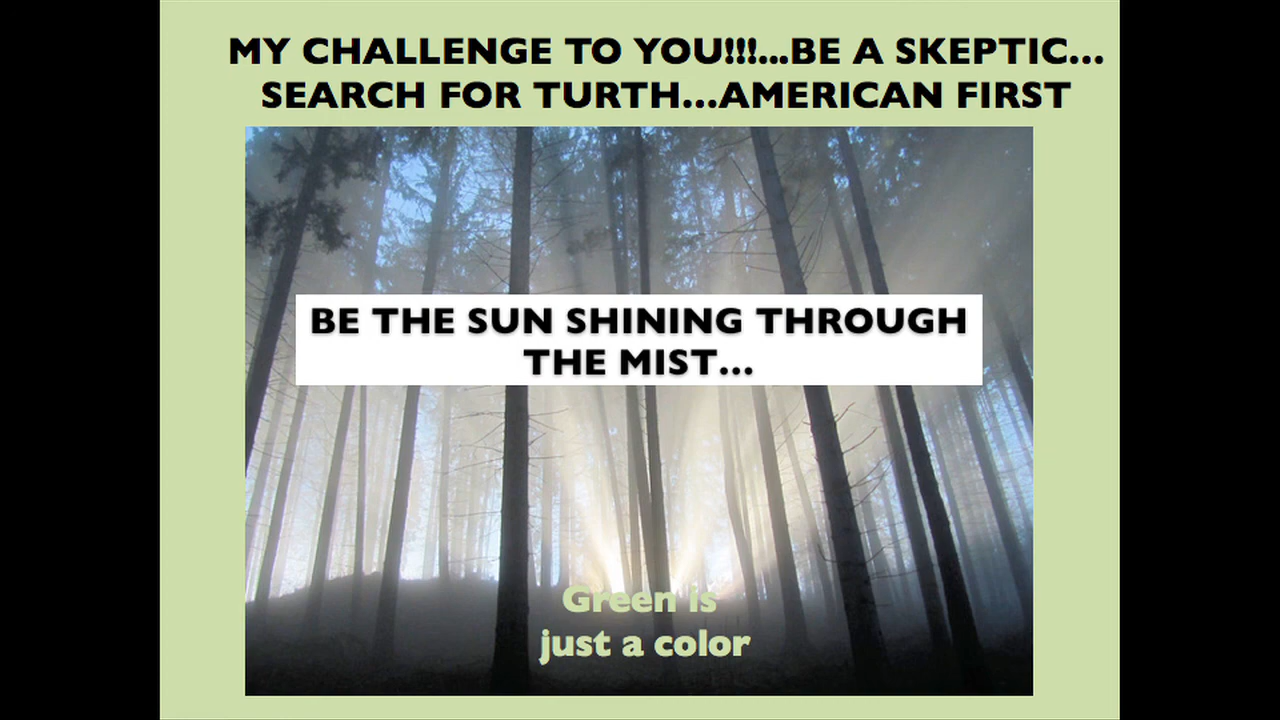 MY CHALLENGE TO YOU!!!...BE A SKEPTIC...
SEARCH FOR TURTH...AMERICAN FIRST
BE THE SUN SHINING THROUGH
THE MIST...
Green is
just a color